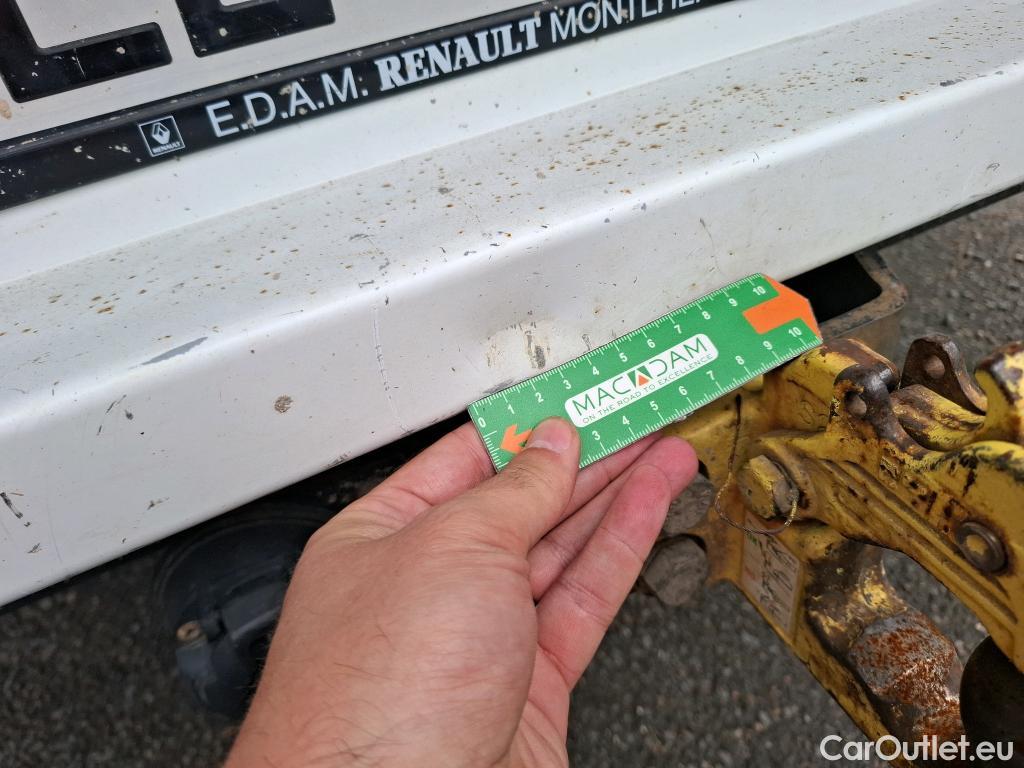 E.D.A.M. RENAULT
RENAULT
0 1 2 3 4 5 6 7 8 9 10
MACADAM
ON THE ROAD TO EXCELLENCE
3 4 5 6 7 8 9 10
CarOutlet.eu